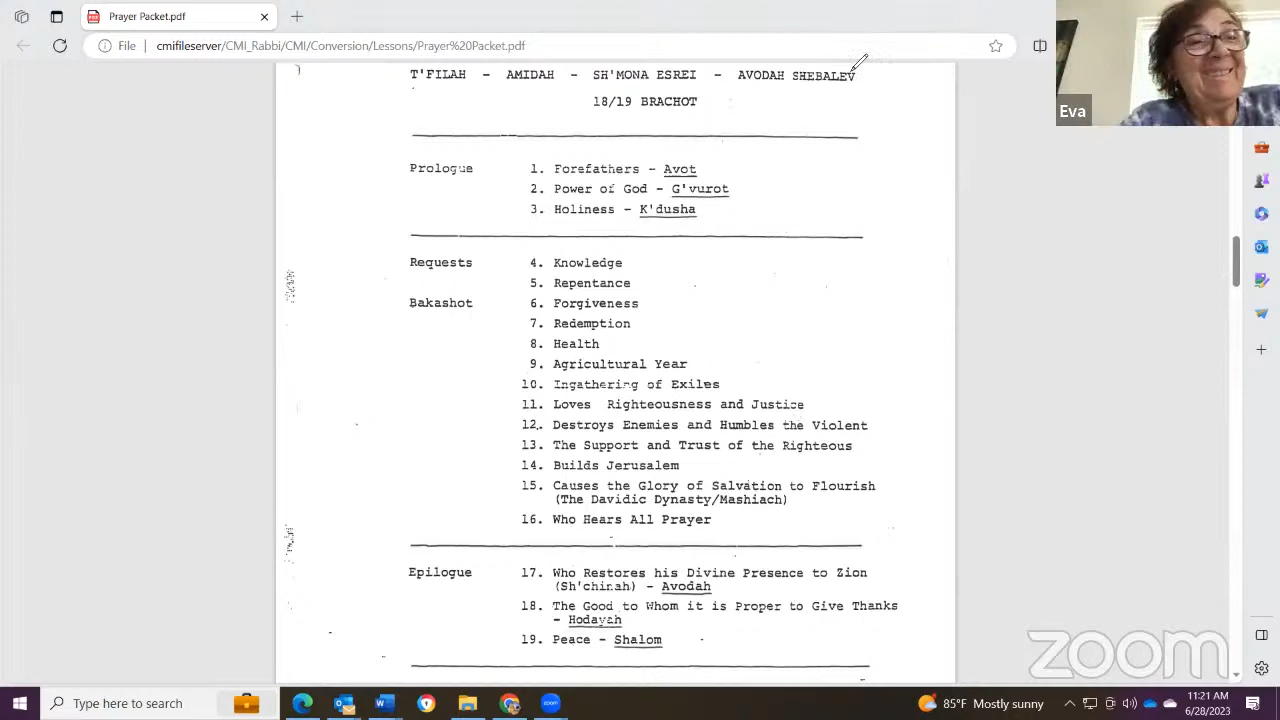 Prayer Packet.pdf
File
cmifileserver/CMI_Rabbi/CMI/Conversion/Lessons/Prayer%20Packet.pdf
Eva
T'FILAH - AMIDAH - SH'MONA ESREI - AVODAH SHEBALEV
18/19 BRACHOT
Prologue 1. Forefathers - Avot
2. Power of God - G'vurot
3. Holiness - K'dusha
Requests 4. Knowledge
5. Repentance
Bakashot 6. Forgiveness
7. Redemption
8. Health
9. Agricultural Year
10. Ingathering of Exiles
11. Loves Righteousness and Justice
12. Destroys Enemies and Humbles the Violent
13. The Support and Trust of the Righteous
14. Builds Jerusalem
15. Causes the Glory of Salvation to Flourish
(The Davidic Dynasty/Mashiach)
16. Who Hears All Prayer
Epilogue 17. Who Restores his Divine Presence to Zion
(Sh'chinah) - Avodah
18. The Good to Whom it is Proper to Give Thanks
- Hodayah
19. Peace - Shalom
zoom
Type here to search
85°F Mostly sunny
11:21 AM
6/28/2023